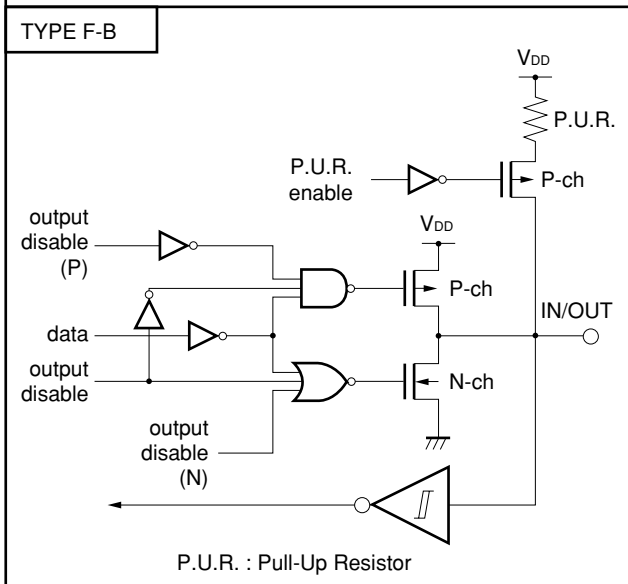 TYPE F-B
VDD
P.U.R.
P.U.R.
enable
P-ch
output
disable
(P)
VDD
P-ch
IN/OUT
data
output
disable
N-ch
output
disable
(N)
P.U.R. : Pull-Up Resistor